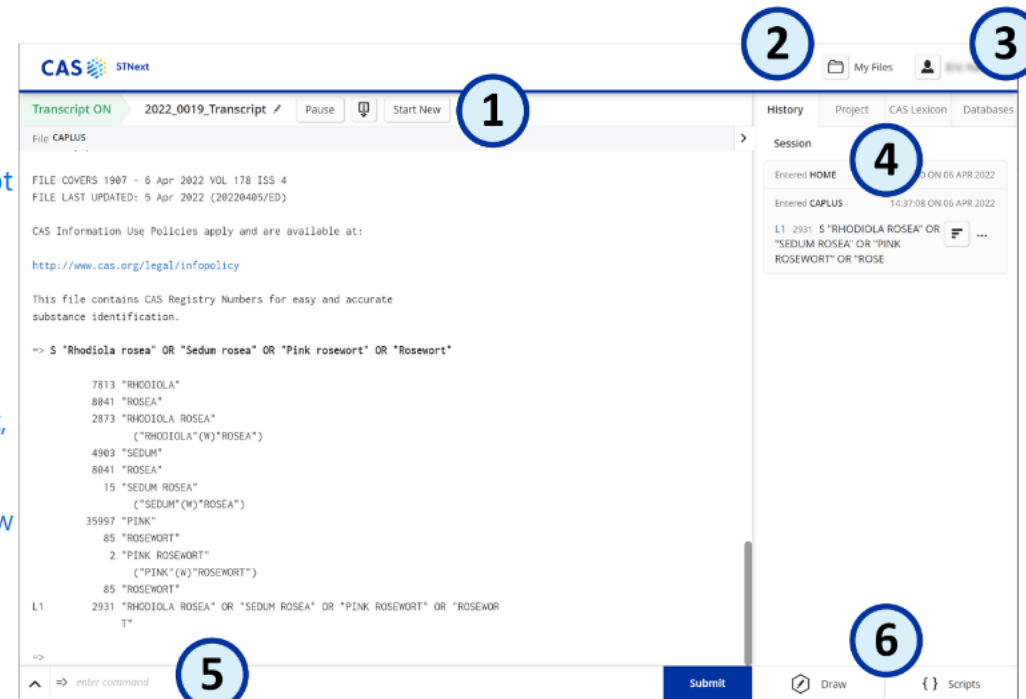 2
3
CAS STNext
My Files
Transcript ON 2022_0019_Transcript Pause Start New
1
History Project CAS Lexicon Databases
File CAPLUS
Session
4
Entered HOME ON 06 APR 2022
Entered CAPLUS 14:37:08 ON 06 APR 2022
L1 2931 S "RHODIOLA ROSEA" OR ...
"SEDUM ROSEA" OR "PINK
ROSEWORT" OR "ROSE
FILE COVERS 1907 - 6 Apr 2022 VOL 178 ISS 4
FILE LAST UPDATED: 5 Apr 2022 (20220405/ED)
CAS Information Use Policies apply and are available at:
http://www.cas.org/legal/infopolicy
This file contains CAS Registry Numbers for easy and accurate
substance identification.
=> S "Rhodiola rosea" OR "Sedum rosea" OR "Pink rosewort" OR "Rosewort"
7813 "RHODIOLA"
8041 "ROSEA"
2873 "RHODIOLA ROSEA"
("RHODIOLA"(W)"ROSEA")
4903 "SEDUM"
8041 "ROSEA"
15 "SEDUM ROSEA"
("SEDUM"(W)"ROSEA")
35997 "PINK"
85 "ROSEWORT"
2 "PINK ROSEWORT"
("PINK"(W)"ROSEWORT")
85 "ROSEWORT"
L1 2931 "RHODIOLA ROSEA" OR "SEDUM ROSEA" OR "PINK ROSEWORT" OR "ROSEWOR
T"
=>
=> enter command
5
Submit
6
Draw
{ } Scripts